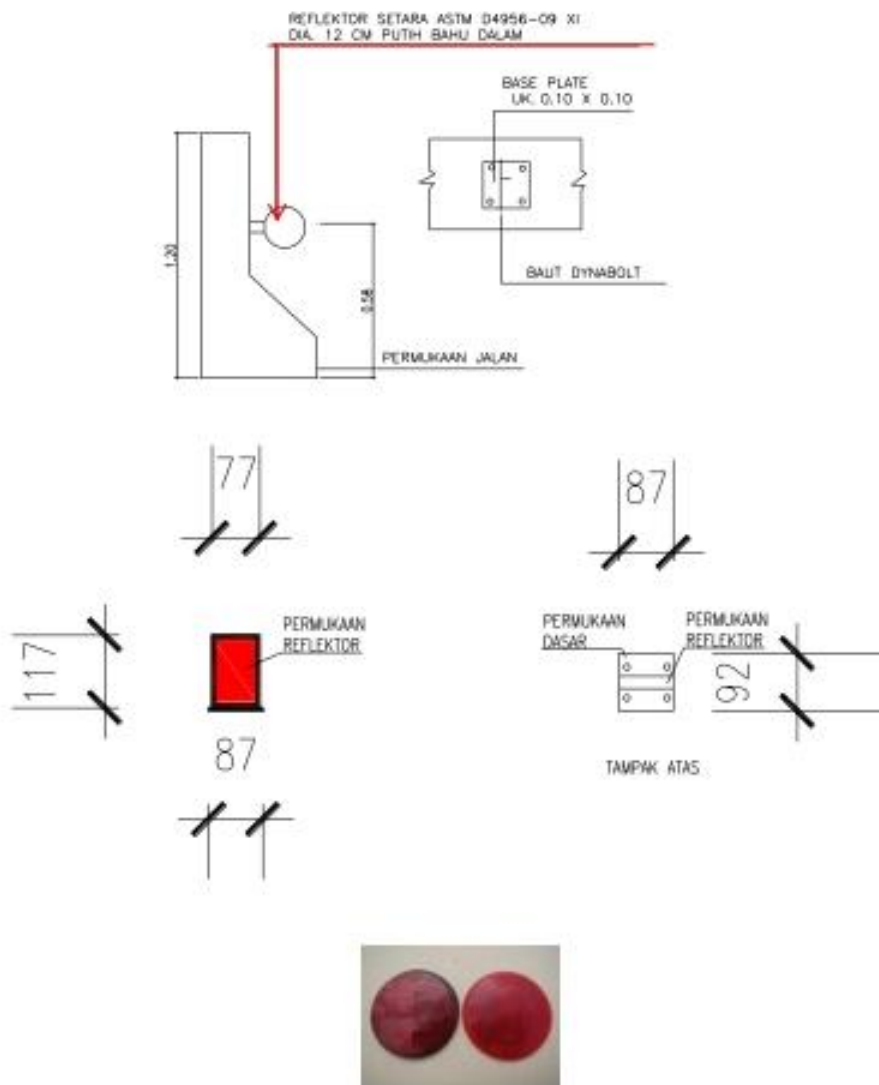 REFLEKTOR SETARA ASTM D4956-09 XI
DIA. 12 CM PUTIH BAHU DALAM
BASE PLATE
UK. 0.10 X 0.10
1.20
0.58
BAUT DYNABOLT
PERMUKAAN JALAN
77
87
117
PERMUKAAN
REFLEKTOR
PERMUKAAN
DASAR
PERMUKAAN
REFLEKTOR
92
87
TAMPAK ATAS